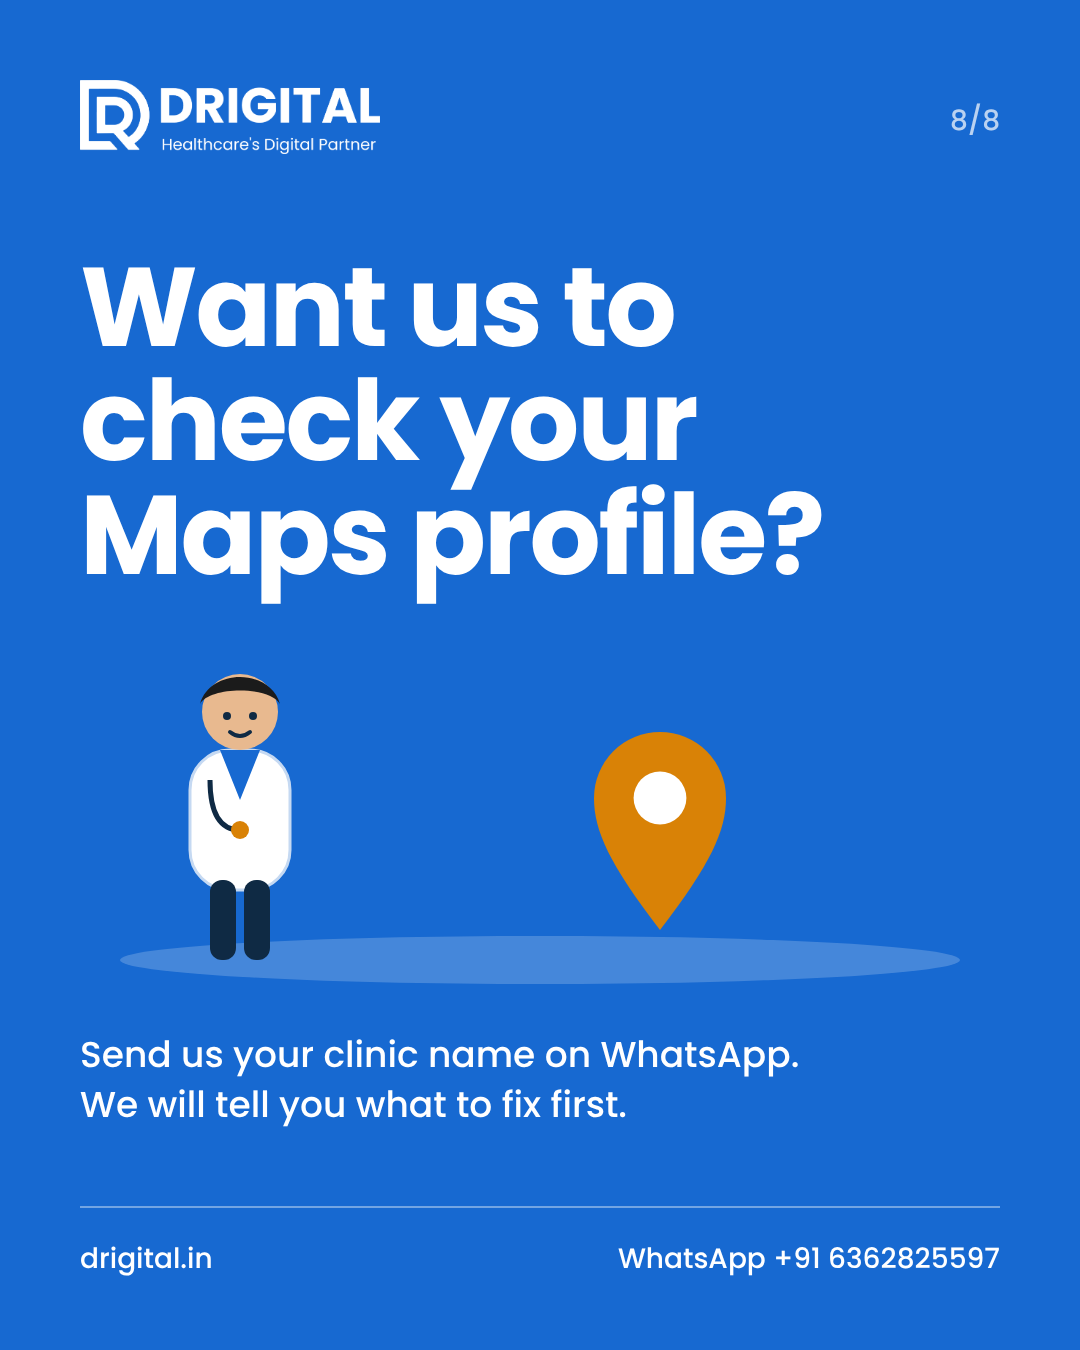 DRIGITAL
Healthcare's Digital Partner
8/8
Want us to
check your
Maps profile?
Send us your clinic name on WhatsApp.
We will tell you what to fix first.
drigital.in
WhatsApp +91 6362825597